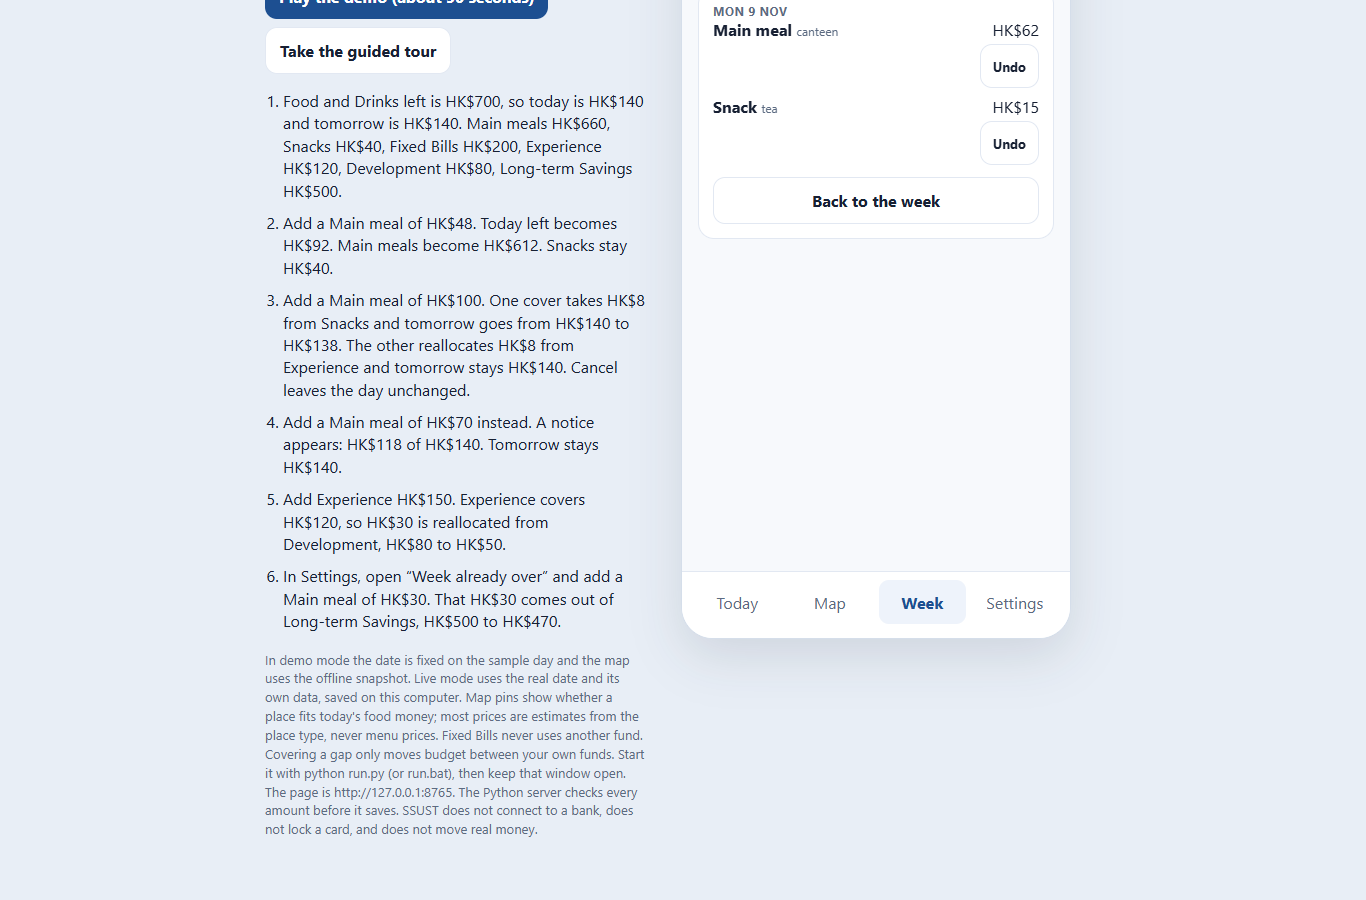 Play the demo (about 90 seconds)
Take the guided tour
1. Food and Drinks left is HK$700, so today is HK$140
and tomorrow is HK$140. Main meals HK$660,
Snacks HK$40, Fixed Bills HK$200, Experience
HK$120, Development HK$80, Long-term Savings
HK$500.
2. Add a Main meal of HK$48. Today left becomes
HK$92. Main meals become HK$612. Snacks stay
HK$40.
3. Add a Main meal of HK$100. One cover takes HK$8
from Snacks and tomorrow goes from HK$140 to
HK$138. The other reallocates HK$8 from
Experience and tomorrow stays HK$140. Cancel
leaves the day unchanged.
4. Add a Main meal of HK$70 instead. A notice
appears: HK$118 of HK$140. Tomorrow stays
HK$140.
5. Add Experience HK$150. Experience covers
HK$120, so HK$30 is reallocated from
Development, HK$80 to HK$50.
6. In Settings, open “Week already over” and add a
Main meal of HK$30. That HK$30 comes out of
Long-term Savings, HK$500 to HK$470.
In demo mode the date is fixed on the sample day and the map
uses the offline snapshot. Live mode uses the real date and its
own data, saved on this computer. Map pins show whether a
place fits today's food money; most prices are estimates from the
place type, never menu prices. Fixed Bills never uses another fund.
Covering a gap only moves budget between your own funds. Start
it with python run.py (or run.bat), then keep that window open.
The page is http://127.0.0.1:8765. The Python server checks every
amount before it saves. SSUST does not connect to a bank, does
not lock a card, and does not move real money.
MON 9 NOV
Main meal canteen HK$62
Undo
Snack tea HK$15
Undo
Back to the week
Today Map Week Settings